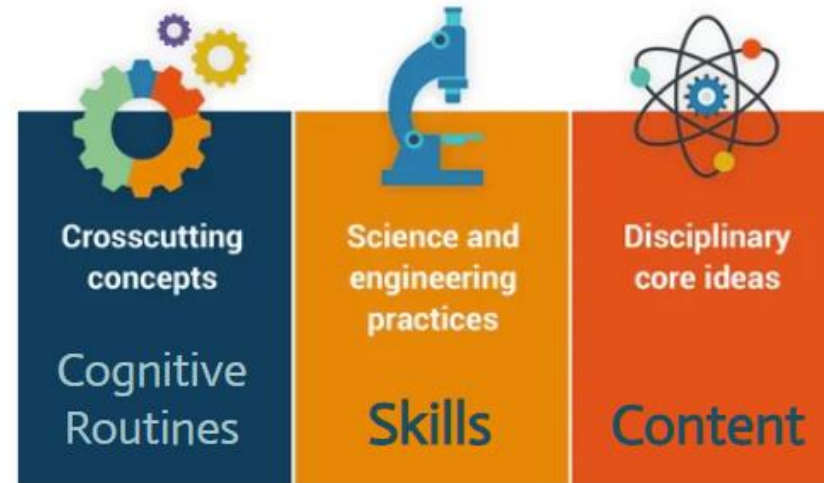 Crosscutting
concepts
Cognitive
Routines
Science and
engineering
practices
Skills
Disciplinary
core ideas
Content